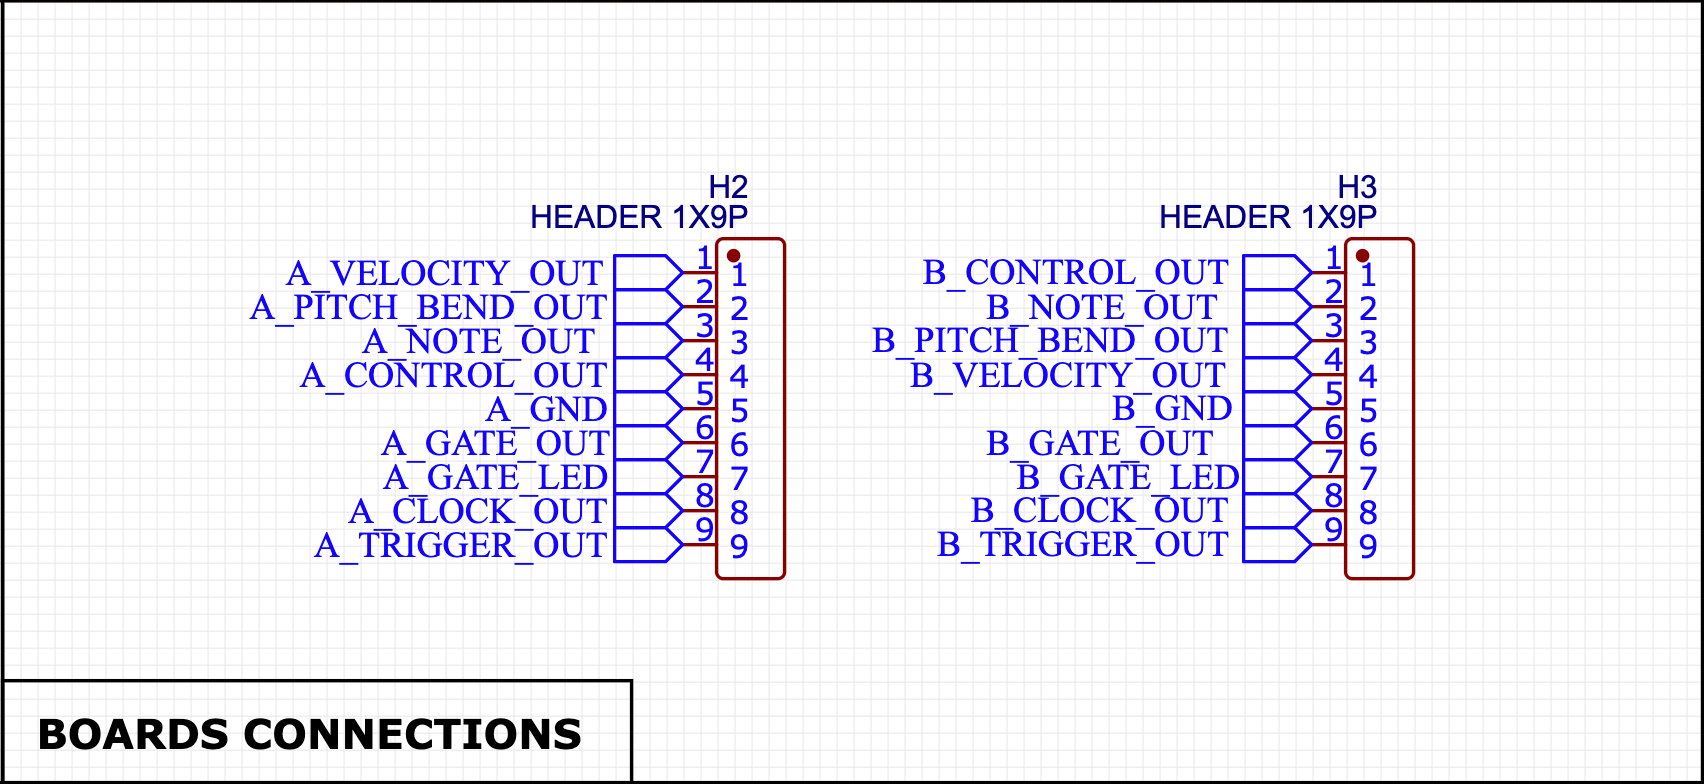 H2
HEADER 1X9P
A_VELOCITY_OUT 1 1
A_PITCH_BEND_OUT 2 2
A_NOTE_OUT 3 3
A_CONTROL_OUT 4 4
A_GND 5 5
A_GATE_OUT 6 6
A_GATE_LED 7 7
A_CLOCK_OUT 8 8
A_TRIGGER_OUT 9 9
H3
HEADER 1X9P
B_CONTROL_OUT 1 1
B_NOTE_OUT 2 2
B_PITCH_BEND_OUT 3 3
B_VELOCITY_OUT 4 4
B_GND 5 5
B_GATE_OUT 6 6
B_GATE_LED 7 7
B_CLOCK_OUT 8 8
B_TRIGGER_OUT 9 9
BOARDS CONNECTIONS